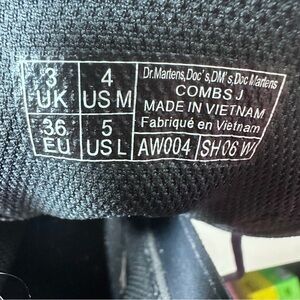 3 UK
4 US M
36 EU
5 US L
Dr.Martens,Doc's,DM's,Doc Martens
COMBS J
MADE IN VIETNAM
Fabriqué en Vietnam
AW004 SH06W